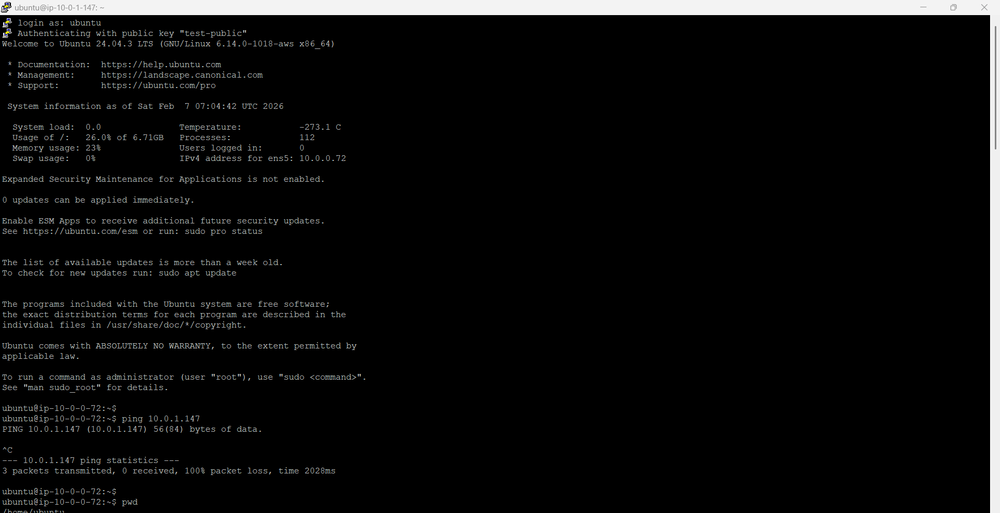 ubuntu@ip-10-0-1-147: ~
login as: ubuntu
Authenticating with public key "test-public"
Welcome to Ubuntu 24.04.3 LTS (GNU/Linux 6.14.0-1018-aws x86_64)
* Documentation:  https://help.ubuntu.com
* Management:     https://landscape.canonical.com
* Support:        https://ubuntu.com/pro
System information as of Sat Feb  7 07:04:42 UTC 2026
System load:  0.0               Temperature:           -273.1 C
Usage of /:   26.0% of 6.71GB   Processes:             112
Memory usage: 23%               Users logged in:       0
Swap usage:   0%                IPv4 address for ens5: 10.0.0.72
Expanded Security Maintenance for Applications is not enabled.
0 updates can be applied immediately.
Enable ESM Apps to receive additional future security updates.
See https://ubuntu.com/esm or run: sudo pro status
The list of available updates is more than a week old.
To check for new updates run: sudo apt update
The programs included with the Ubuntu system are free software;
the exact distribution terms for each program are described in the
individual files in /usr/share/doc/*/copyright.
Ubuntu comes with ABSOLUTELY NO WARRANTY, to the extent permitted by
applicable law.
To run a command as administrator (user "root"), use "sudo <command>".
See "man sudo_root" for details.
ubuntu@ip-10-0-0-72:~$
ubuntu@ip-10-0-0-72:~$ ping 10.0.1.147
PING 10.0.1.147 (10.0.1.147) 56(84) bytes of data.
^C
--- 10.0.1.147 ping statistics ---
3 packets transmitted, 0 received, 100% packet loss, time 2028ms
ubuntu@ip-10-0-0-72:~$
ubuntu@ip-10-0-0-72:~$ pwd
/home/ubuntu